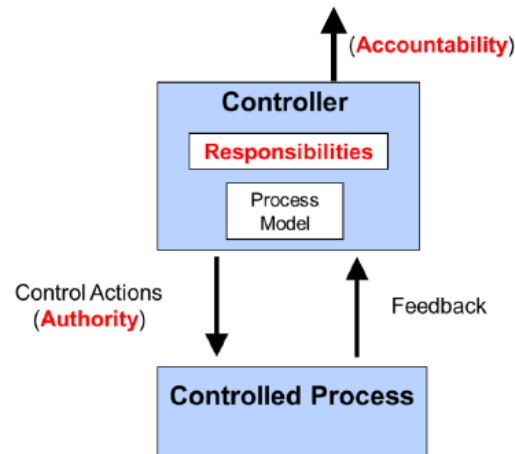 (Accountability)
Controller
Responsibilities
Process
Model
Control Actions
(Authority)
Feedback
Controlled Process